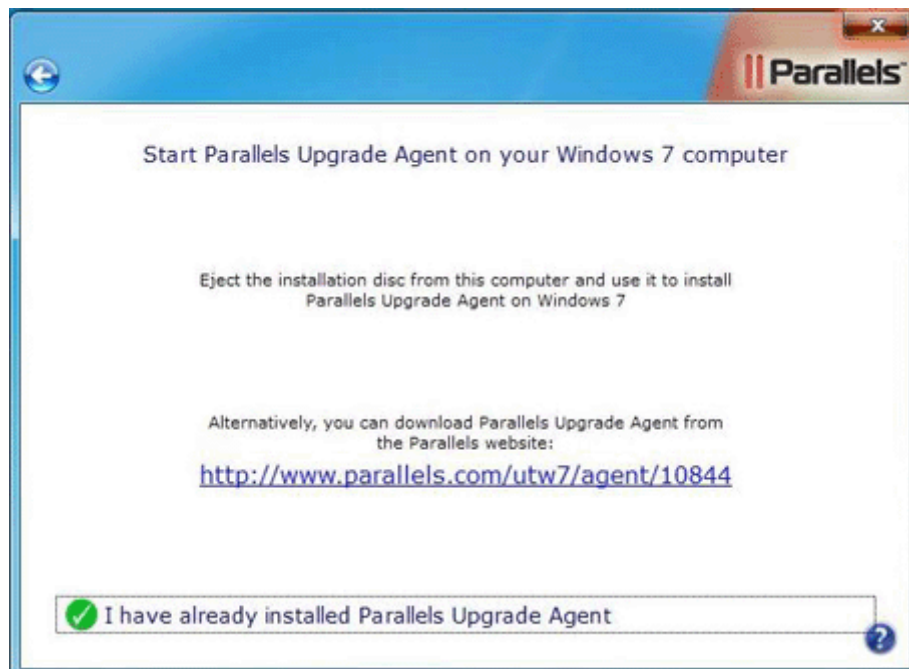 Parallels
Start Parallels Upgrade Agent on your Windows 7 computer
Eject the installation disc from this computer and use it to install
Parallels Upgrade Agent on Windows 7
Alternatively, you can download Parallels Upgrade Agent from
the Parallels website:
http://www.parallels.com/utw7/agent/10844
I have already installed Parallels Upgrade Agent